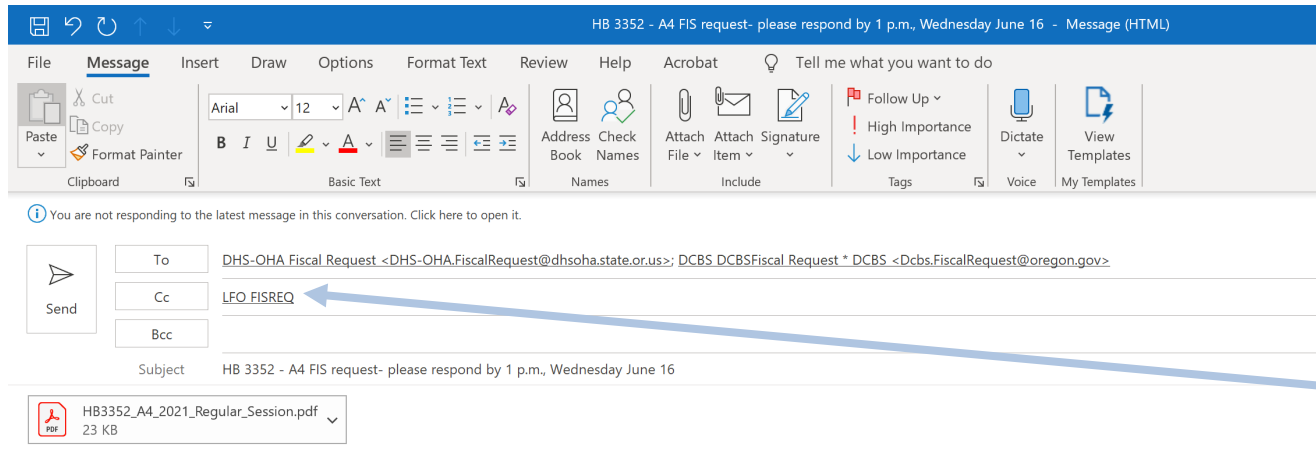 HB 3352 - A4 FIS request- please respond by 1 p.m., Wednesday June 16 - Message (HTML)
File Message Insert Draw Options Format Text Review Help Acrobat Tell me what you want to do
Paste
Cut
Copy
Format Painter
Clipboard
Arial 12
B I U
Basic Text
Address Book
Check Names
Names
Attach File
Attach Item
Signature
Include
Follow Up
High Importance
Low Importance
Tags
Dictate
Voice
View Templates
My Templates
You are not responding to the latest message in this conversation. Click here to open it.
Send
To DHS-OHA Fiscal Request <DHS-OHA.FiscalRequest@dhsoha.state.or.us>; DCBS DCBSFiscal Request * DCBS <Dcbs.FiscalRequest@oregon.gov>
Cc LFO FISREQ
Bcc
Subject HB 3352 - A4 FIS request- please respond by 1 p.m., Wednesday June 16
PDF
HB3352_A4_2021_Regular_Session.pdf
23 KB